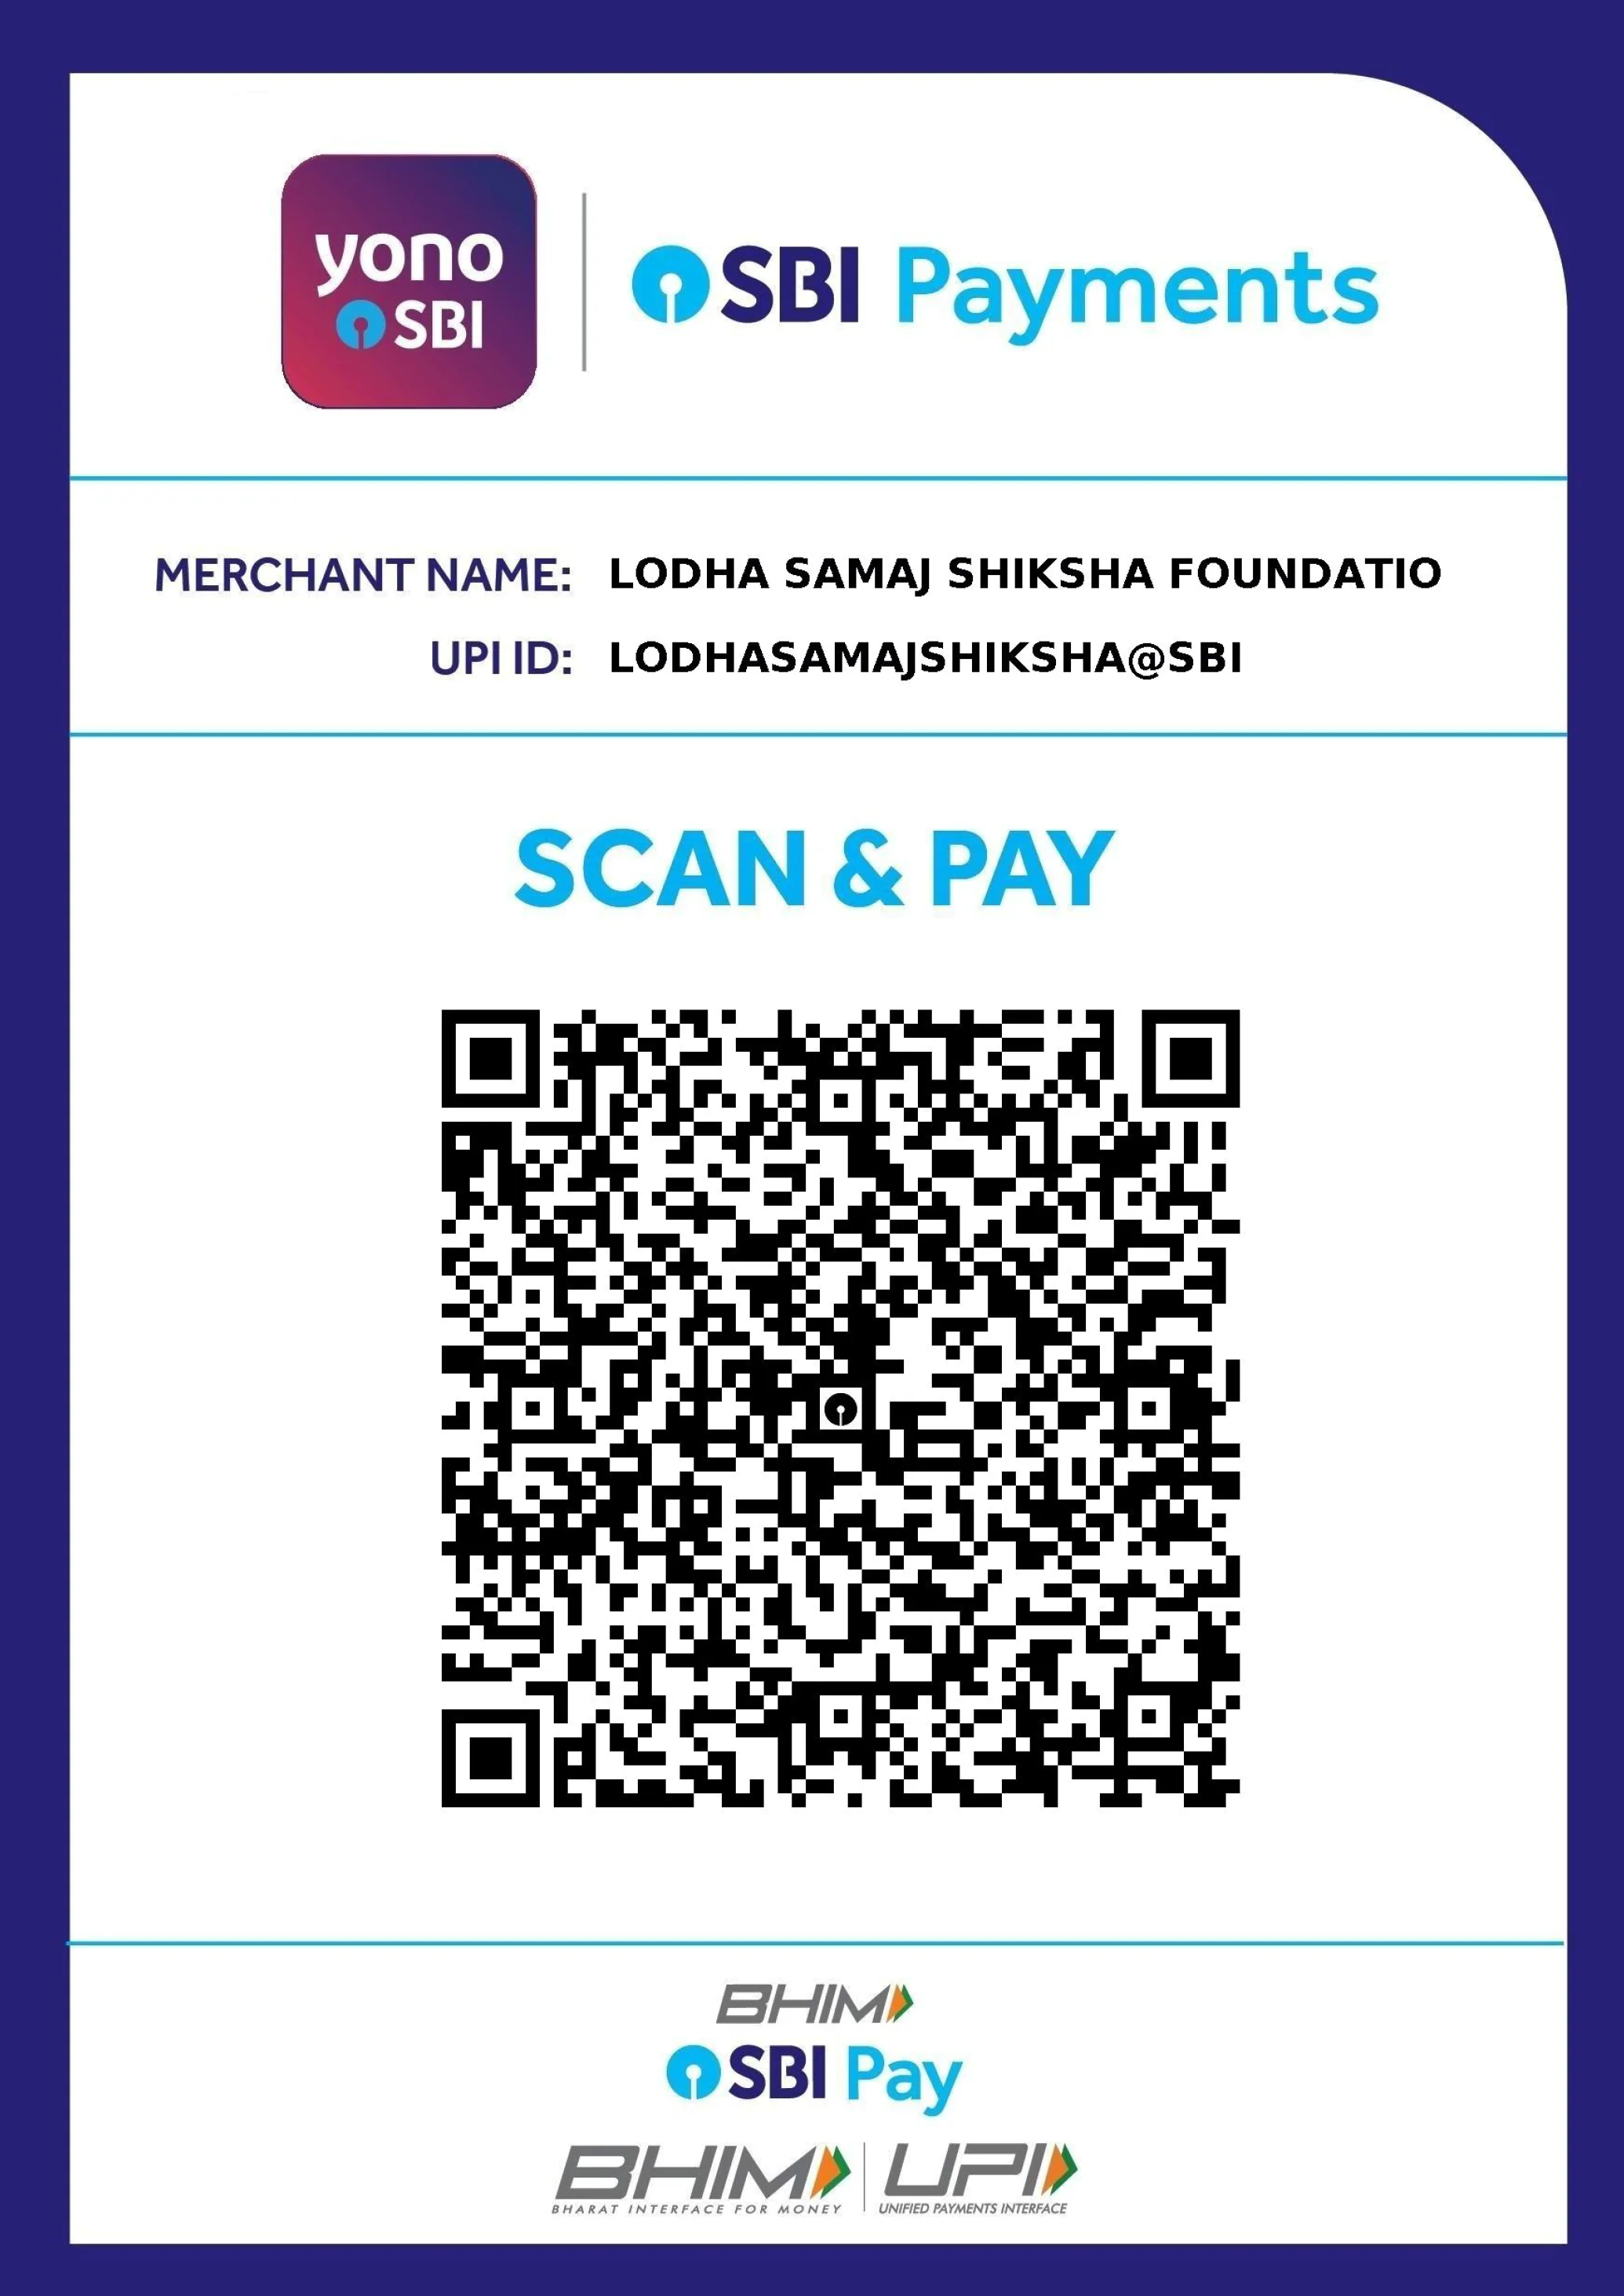 yono
SBI
SBI Payments
MERCHANT NAME: LODHA SAMAJ SHIKSHA FOUNDATIO
UPI ID: LODHASAMAJSHIKSHA@SBI
SCAN & PAY
BHIM
SBI Pay
BHIM UPI
BHARAT INTERFACE FOR MONEY UNIFIED PAYMENTS INTERFACE